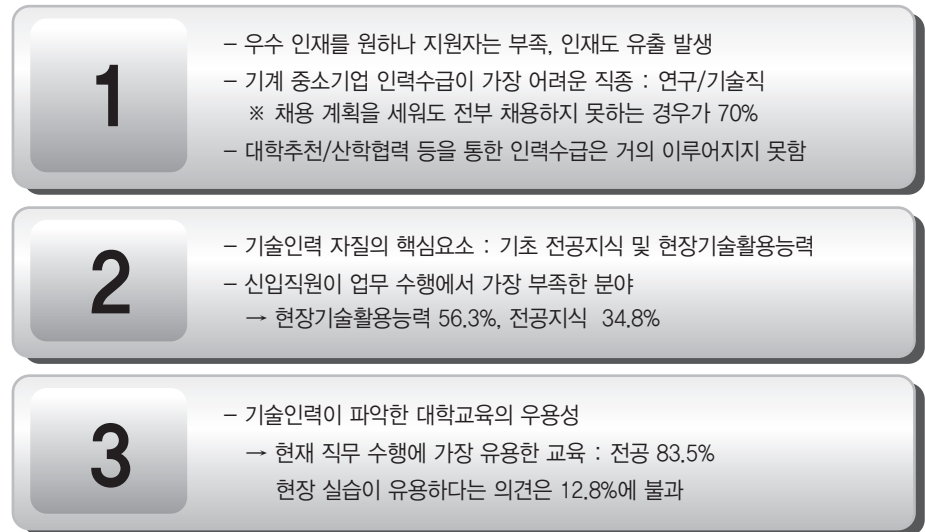 1
– 우수 인재를 원하나 지원자는 부족, 인재도 유출 발생
– 기계 중소기업 인력수급이 가장 어려운 직종 : 연구/기술직
※ 채용 계획을 세워도 전부 채용하지 못하는 경우가 70%
– 대학추천/산학협력 등을 통한 인력수급은 거의 이루어지지 못함
2
– 기술인력 자질의 핵심요소 : 기초 전공지식 및 현장기술활용능력
– 신입직원이 업무 수행에서 가장 부족한 분야
→ 현장기술활용능력 56.3%, 전공지식 34.8%
3
– 기술인력이 파악한 대학교육의 우용성
→ 현재 직무 수행에 가장 유용한 교육 : 전공 83.5%
현장 실습이 유용하다는 의견은 12.8%에 불과